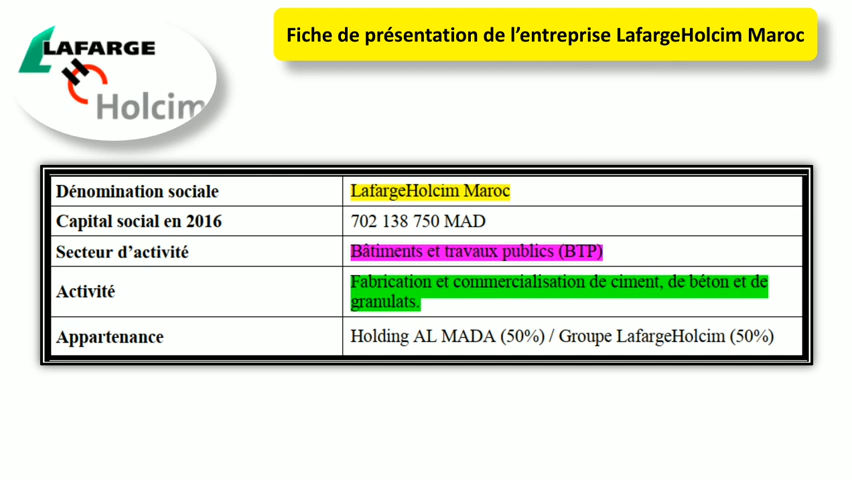 LAFARGE
Holcim
Fiche de présentation de l’entreprise LafargeHolcim Maroc
Dénomination sociale
LafargeHolcim Maroc
Capital social en 2016
702 138 750 MAD
Secteur d’activité
Bâtiments et travaux publics (BTP)
Activité
Fabrication et commercialisation de ciment, de béton et de
granulats.
Appartenance
Holding AL MADA (50%) / Groupe LafargeHolcim (50%)